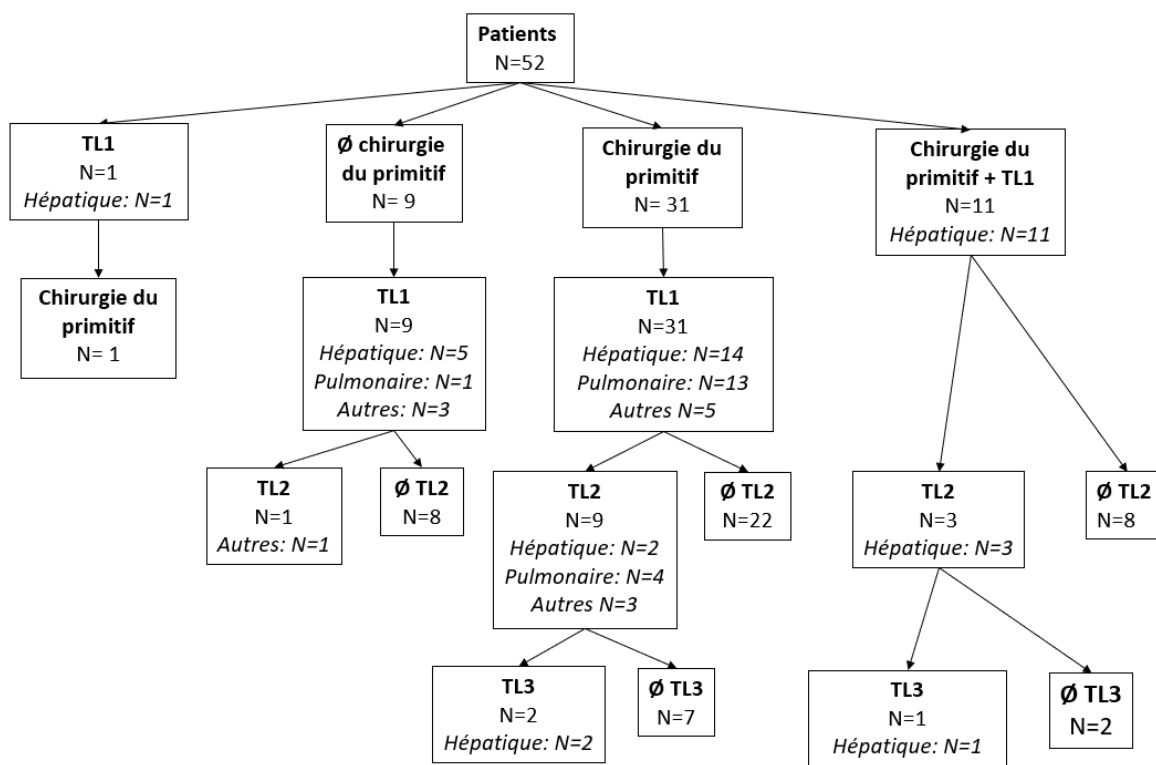 Patients
N=52
TL1
N=1
Hépatique: N=1
Ø chirurgie
du primitif
N= 9
Chirurgie du
primitif
N= 31
Chirurgie du
primitif + TL1
N=11
Hépatique: N=11
Chirurgie du
primitif
N= 1
TL1
N=9
Hépatique: N=5
Pulmonaire: N=1
Autres: N=3
TL1
N=31
Hépatique: N=14
Pulmonaire: N=13
Autres N=5
TL2
N=1
Autres: N=1
Ø TL2
N=8
TL2
N=9
Hépatique: N=2
Pulmonaire: N=4
Autres N=3
Ø TL2
N=22
TL2
N=3
Hépatique: N=3
Ø TL2
N=8
TL3
N=2
Hépatique: N=2
Ø TL3
N=7
TL3
N=1
Hépatique: N=1
Ø TL3
N=2